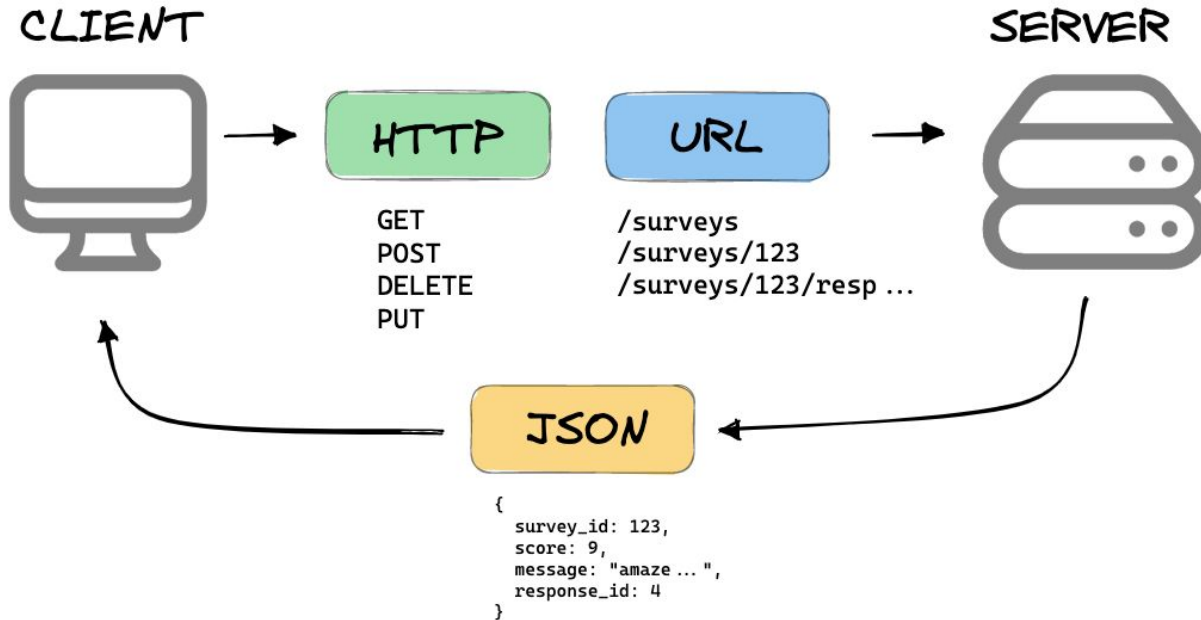 CLIENT
SERVER
HTTP
URL
GET
POST
DELETE
PUT
/surveys
/surveys/123
/surveys/123/resp ...
JSON
{
survey_id: 123,
score: 9,
message: "amaze ... ",
response_id: 4
}